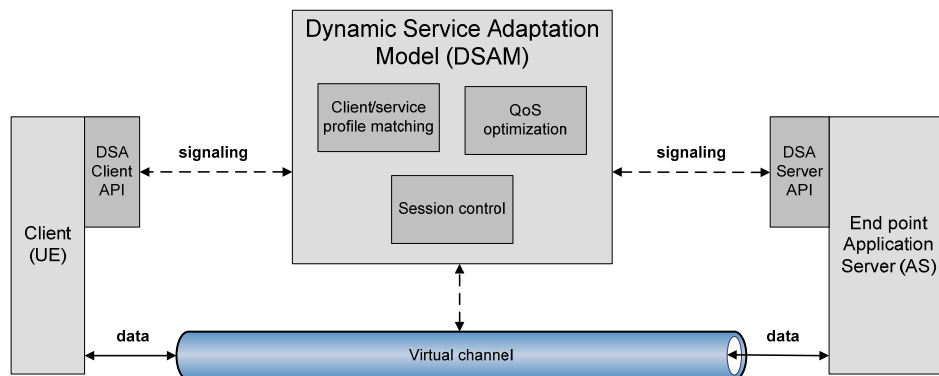 Dynamic Service Adaptation
Model (DSAM)
Client/service
profile matching
QoS
optimization
Session control
DSA
Client
API
signaling
signaling
DSA
Server
API
Client
(UE)
End point
Application
Server (AS)
data
Virtual channel
data